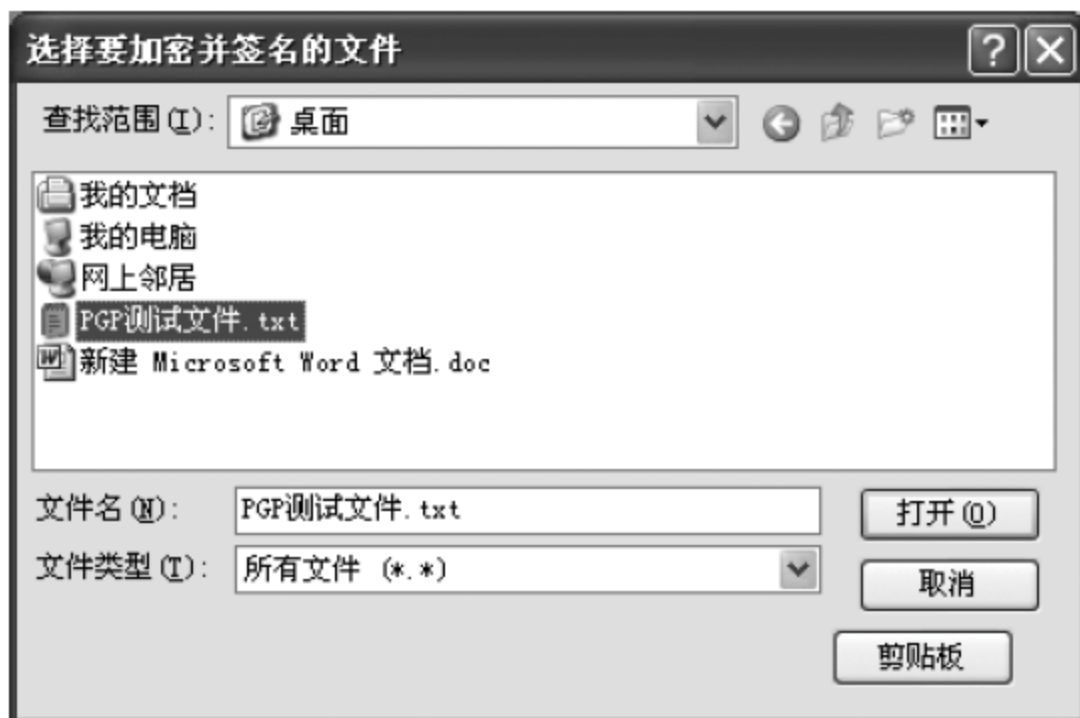 选择要加密并签名的文件
查找范围(I): 桌面
我的文档
我的电脑
网上邻居
PGP测试文件.txt
新建 Microsoft Word 文档.doc
文件名(N): PGP测试文件.txt 打开(O)
文件类型(T): 所有文件 (*.*) 取消
剪贴板